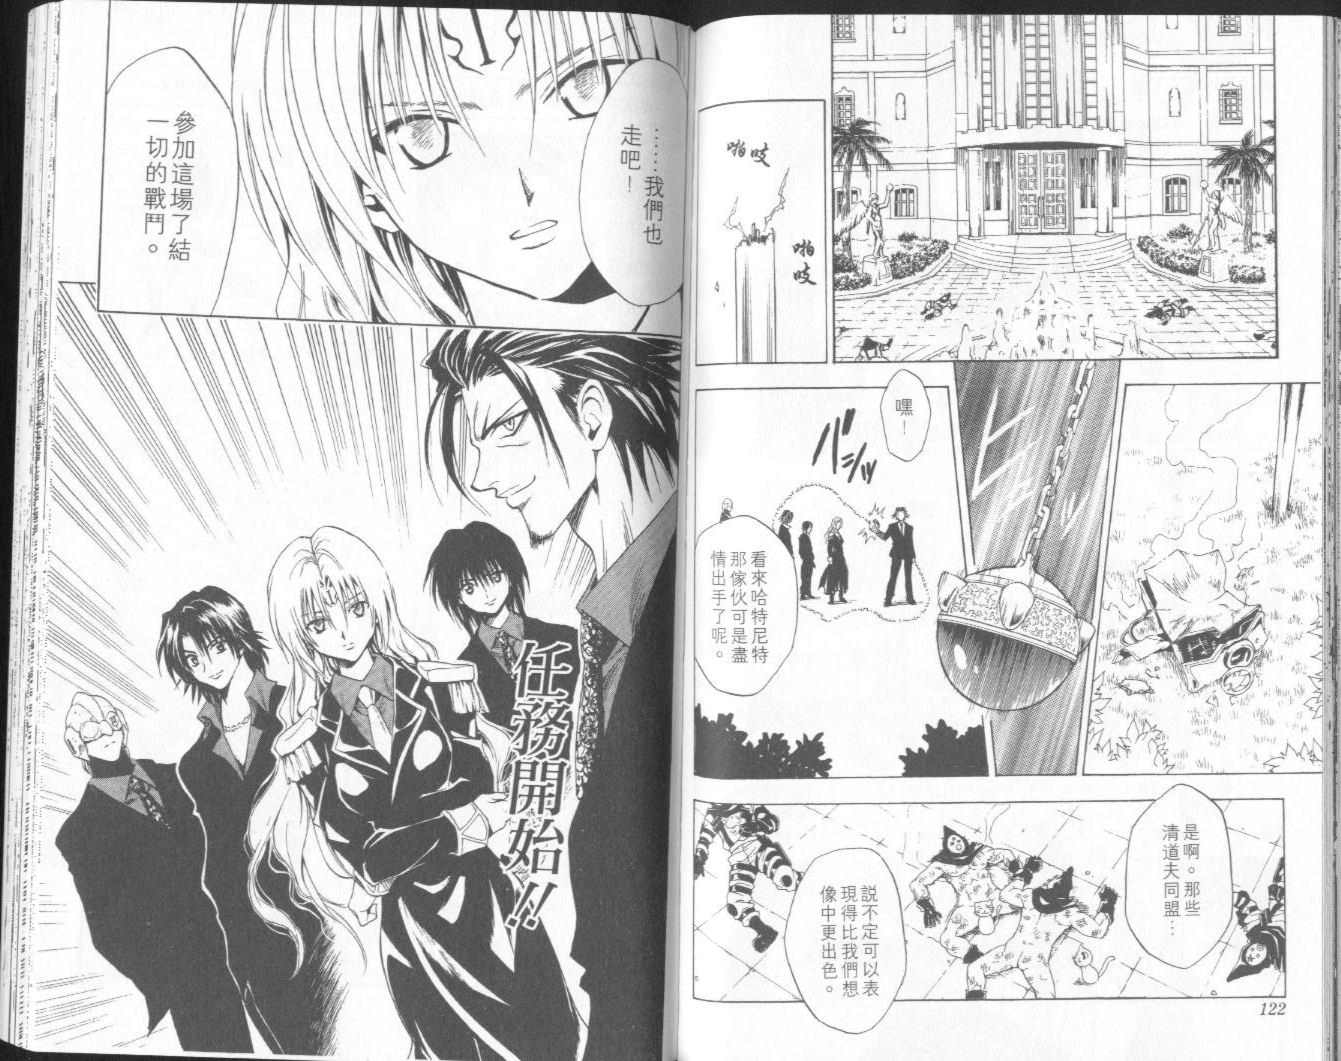 啪吱
啪吱
嘿！
バシッ
看來哈特尼特
那傢伙可是盡
情出手了呢。
是啊。那些
清道夫同盟…
説不定可以表
現得比我們想
像中更出色。
122
……我們也
走吧！
參加這場了結
一切的戰鬥。
任務開始!!